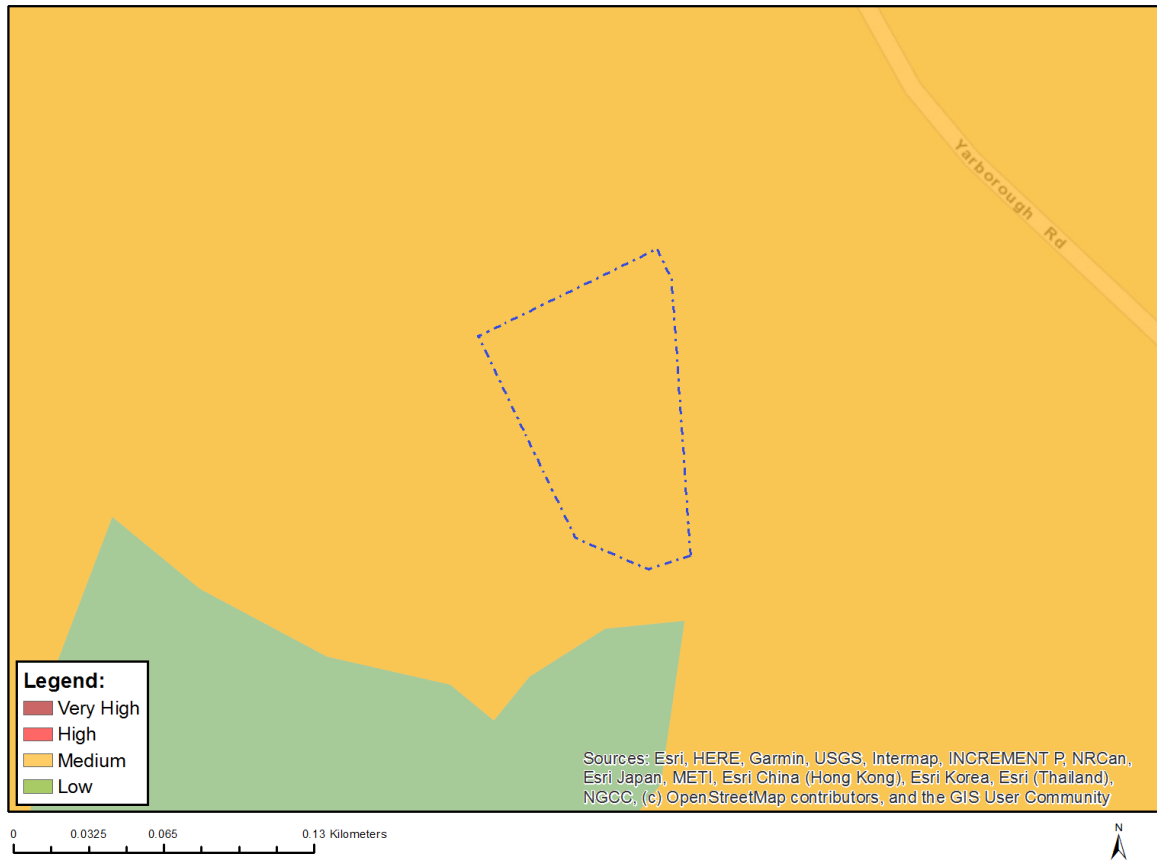 Yarborough Rd
Legend:
Very High
High
Medium
Low
Sources: Esri, HERE, Garmin, USGS, Intermap, INCREMENT P, NRCan,
Esri Japan, METI, Esri China (Hong Kong), Esri Korea, Esri (Thailand),
NGCC, (c) OpenStreetMap contributors, and the GIS User Community
0 0.0325 0.065 0.13 Kilometers
N